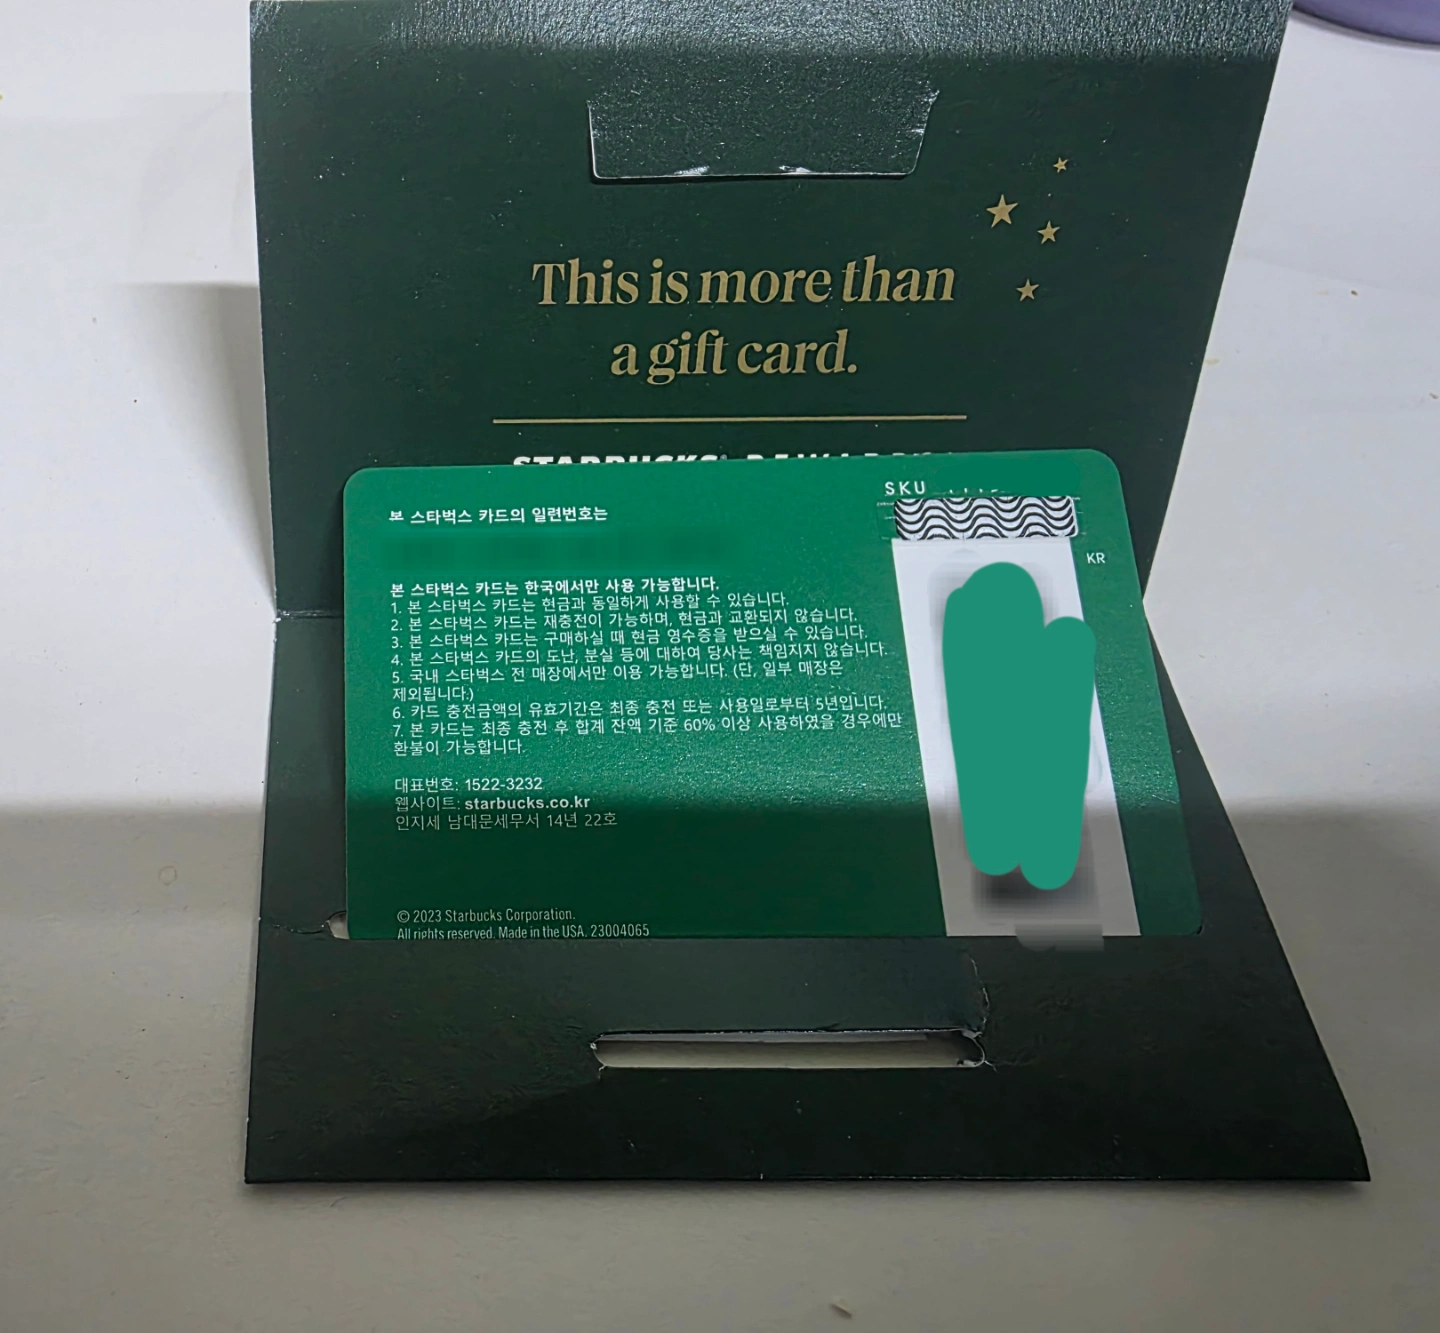 This is more than
a gift card.
STARBUCKS® REWARDS
SKU
본 스타벅스 카드의 일련번호는
KR
본 스타벅스 카드는 한국에서만 사용 가능합니다.
1. 본 스타벅스 카드는 현금과 동일하게 사용할 수 있습니다.
2. 본 스타벅스 카드는 재충전이 가능하며, 현금과 교환되지 않습니다.
3. 본 스타벅스 카드는 구매하실 때 현금 영수증을 받으실 수 있습니다.
4. 본 스타벅스 카드의 도난, 분실 등에 대하여 당사는 책임지지 않습니다.
5. 국내 스타벅스 전 매장에서만 이용 가능합니다. (단, 일부 매장은
제외됩니다.)
6. 카드 충전금액의 유효기간은 최종 충전 또는 사용일로부터 5년입니다.
7. 본 카드는 최종 충전 후 합계 잔액 기준 60% 이상 사용하였을 경우에만
환불이 가능합니다.
대표번호: 1522-3232
웹사이트: starbucks.co.kr
인지세 남대문세무서 14년 22호
© 2023 Starbucks Corporation.
All rights reserved. Made in the USA. 23004065